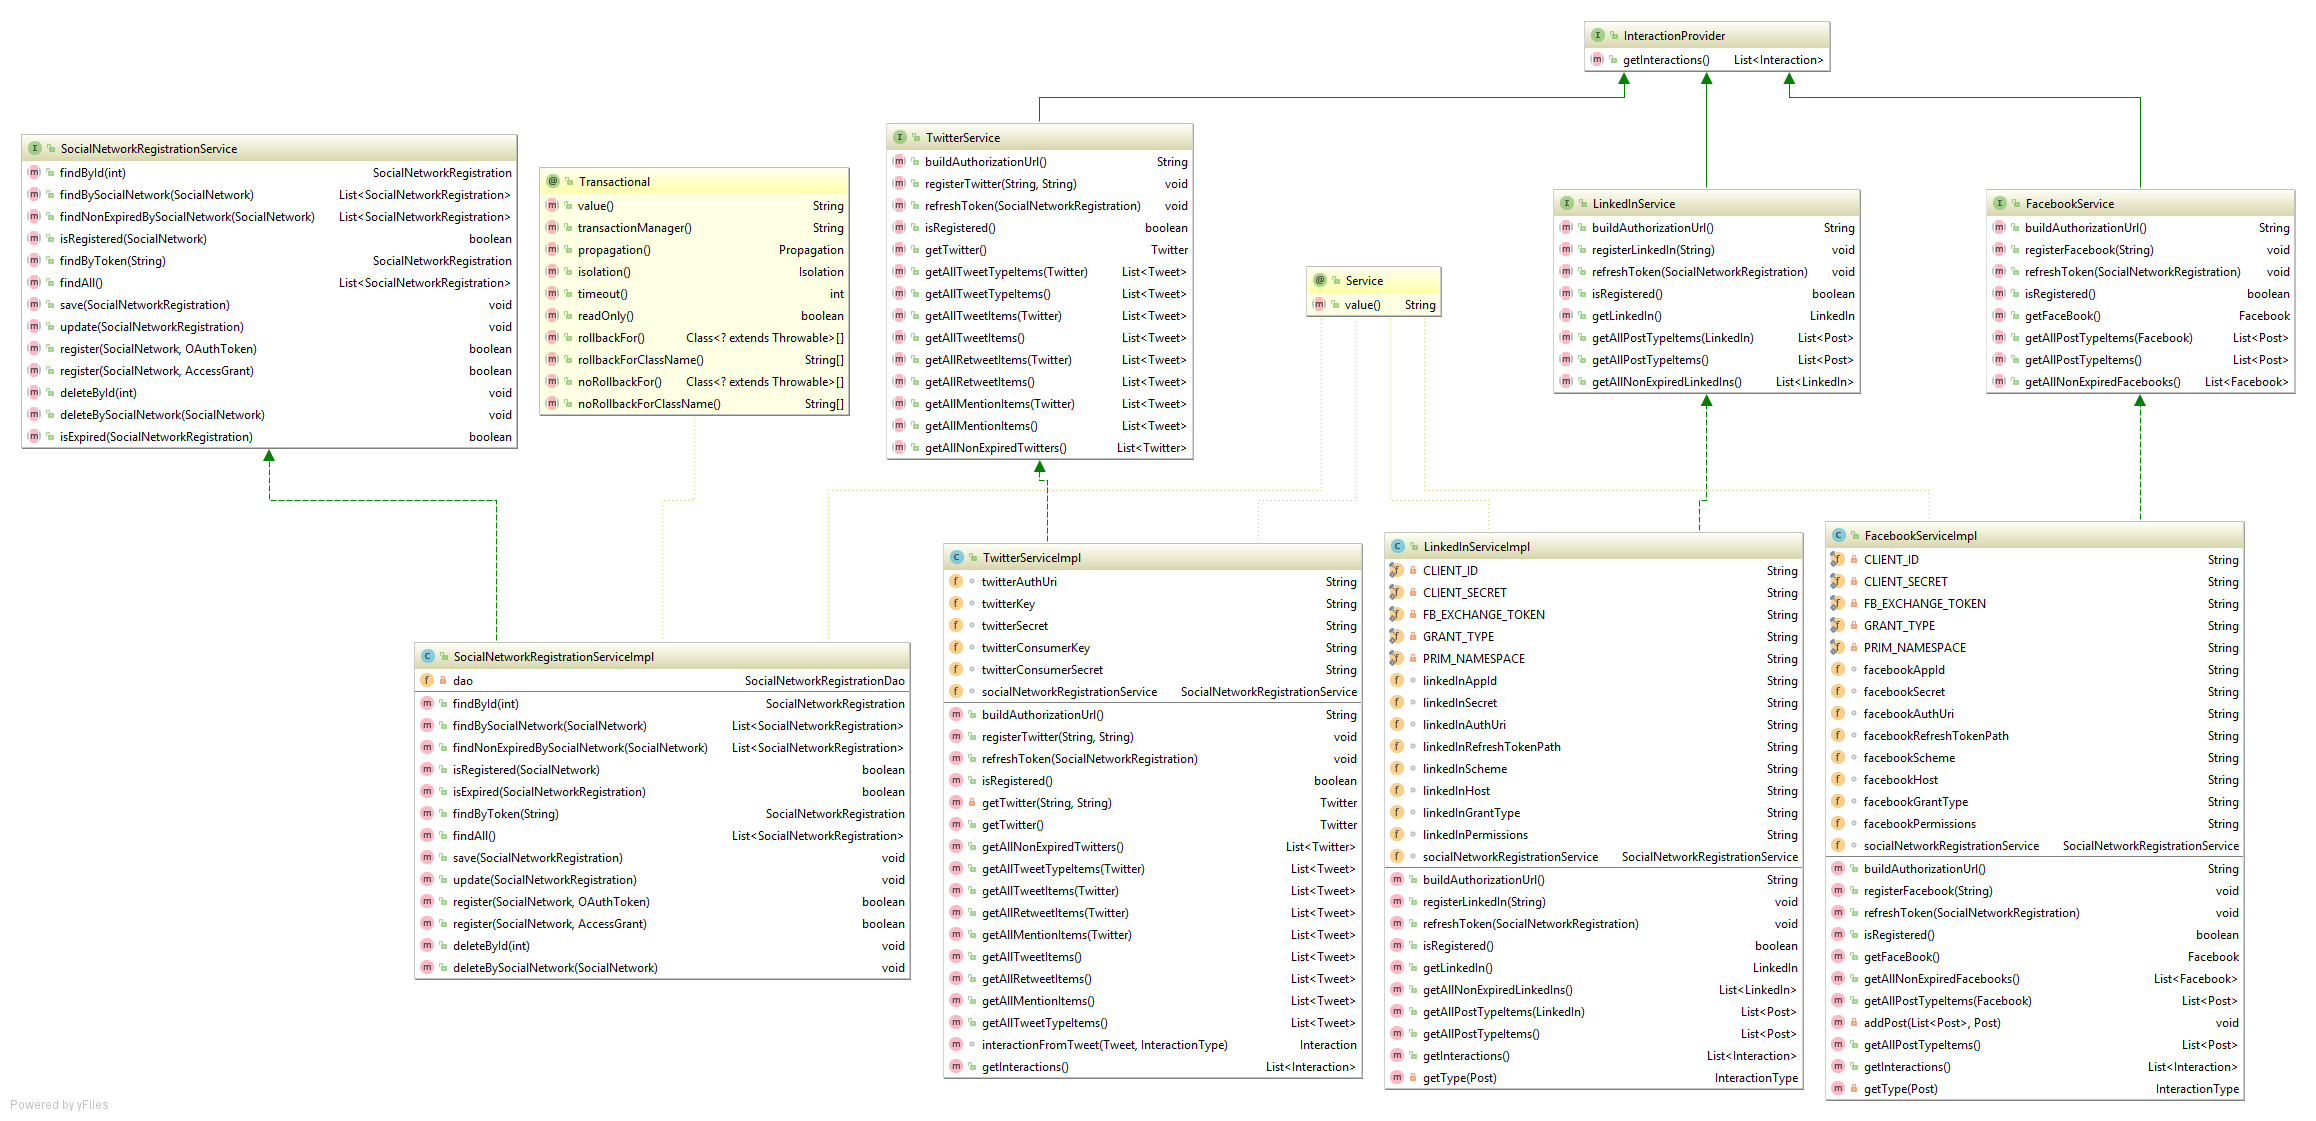 InteractionProvider
getInteractions() List<Interaction>
SocialNetworkRegistrationService
findById(int) SocialNetworkRegistration
findBySocialNetwork(SocialNetwork) List<SocialNetworkRegistration>
findNonExpiredBySocialNetwork(SocialNetwork) List<SocialNetworkRegistration>
isRegistered(SocialNetwork) boolean
findByToken(String) SocialNetworkRegistration
findAll() List<SocialNetworkRegistration>
save(SocialNetworkRegistration) void
update(SocialNetworkRegistration) void
register(SocialNetwork, OAuthToken) boolean
register(SocialNetwork, AccessGrant) boolean
deleteById(int) void
deleteBySocialNetwork(SocialNetwork) void
isExpired(SocialNetworkRegistration) boolean
Transactional
value() String
transactionManager() String
propagation() Propagation
isolation() Isolation
timeout() int
readOnly() boolean
rollbackFor() Class<? extends Throwable>[]
rollbackForClassName() String[]
noRollbackFor() Class<? extends Throwable>[]
noRollbackForClassName() String[]
TwitterService
buildAuthorizationUrl() String
registerTwitter(String, String) void
refreshToken(SocialNetworkRegistration) void
isRegistered() boolean
getTwitter() Twitter
getAllTweetTypeItems(Twitter) List<Tweet>
getAllTweetTypeItems() List<Tweet>
getAllTweetItems(Twitter) List<Tweet>
getAllTweetItems() List<Tweet>
getAllRetweetItems(Twitter) List<Tweet>
getAllRetweetItems() List<Tweet>
getAllMentionItems(Twitter) List<Tweet>
getAllMentionItems() List<Tweet>
getAllNonExpiredTwitters() List<Twitter>
Service
value() String
LinkedInService
buildAuthorizationUrl() String
registerLinkedIn(String) void
refreshToken(SocialNetworkRegistration) void
isRegistered() boolean
getLinkedIn() LinkedIn
getAllPostTypeItems(LinkedIn) List<Post>
getAllPostTypeItems() List<Post>
getAllNonExpiredLinkedIns() List<LinkedIn>
FacebookService
buildAuthorizationUrl() String
registerFacebook(String) void
refreshToken(SocialNetworkRegistration) void
isRegistered() boolean
getFaceBook() Facebook
getAllPostTypeItems(Facebook) List<Post>
getAllPostTypeItems() List<Post>
getAllNonExpiredFacebooks() List<Facebook>
SocialNetworkRegistrationServiceImpl
dao SocialNetworkRegistrationDao
findById(int) SocialNetworkRegistration
findBySocialNetwork(SocialNetwork) List<SocialNetworkRegistration>
findNonExpiredBySocialNetwork(SocialNetwork) List<SocialNetworkRegistration>
isRegistered(SocialNetwork) boolean
isExpired(SocialNetworkRegistration) boolean
findByToken(String) SocialNetworkRegistration
findAll() List<SocialNetworkRegistration>
save(SocialNetworkRegistration) void
update(SocialNetworkRegistration) void
register(SocialNetwork, OAuthToken) boolean
register(SocialNetwork, AccessGrant) boolean
deleteById(int) void
deleteBySocialNetwork(SocialNetwork) void
TwitterServiceImpl
twitterAuthUri String
twitterKey String
twitterSecret String
twitterConsumerKey String
twitterConsumerSecret String
socialNetworkRegistrationService SocialNetworkRegistrationService
buildAuthorizationUrl() String
registerTwitter(String, String) void
refreshToken(SocialNetworkRegistration) void
isRegistered() boolean
getTwitter(String, String) Twitter
getTwitter() Twitter
getAllNonExpiredTwitters() List<Twitter>
getAllTweetTypeItems(Twitter) List<Tweet>
getAllTweetItems(Twitter) List<Tweet>
getAllRetweetItems(Twitter) List<Tweet>
getAllMentionItems(Twitter) List<Tweet>
getAllTweetItems() List<Tweet>
getAllRetweetItems() List<Tweet>
getAllMentionItems() List<Tweet>
getAllTweetTypeItems() List<Tweet>
interactionFromTweet(Tweet, InteractionType) Interaction
getInteractions() List<Interaction>
LinkedInServiceImpl
CLIENT_ID String
CLIENT_SECRET String
FB_EXCHANGE_TOKEN String
GRANT_TYPE String
PRIM_NAMESPACE String
linkedInAppId String
linkedInSecret String
linkedInAuthUri String
linkedInRefreshTokenPath String
linkedInScheme String
linkedInHost String
linkedInGrantType String
linkedInPermissions String
socialNetworkRegistrationService SocialNetworkRegistrationService
buildAuthorizationUrl() String
registerLinkedIn(String) void
refreshToken(SocialNetworkRegistration) void
isRegistered() boolean
getLinkedIn() LinkedIn
getAllNonExpiredLinkedIns() List<LinkedIn>
getAllPostTypeItems(LinkedIn) List<Post>
getAllPostTypeItems() List<Post>
getInteractions() List<Interaction>
getType(Post) InteractionType
FacebookServiceImpl
CLIENT_ID String
CLIENT_SECRET String
FB_EXCHANGE_TOKEN String
GRANT_TYPE String
PRIM_NAMESPACE String
facebookAppId String
facebookSecret String
facebookAuthUri String
facebookRefreshTokenPath String
facebookScheme String
facebookHost String
facebookGrantType String
facebookPermissions String
socialNetworkRegistrationService SocialNetworkRegistrationService
buildAuthorizationUrl() String
registerFacebook(String) void
refreshToken(SocialNetworkRegistration) void
isRegistered() boolean
getFaceBook() Facebook
getAllNonExpiredFacebooks() List<Facebook>
getAllPostTypeItems(Facebook) List<Post>
addPost(List<Post>, Post) void
getAllPostTypeItems() List<Post>
getInteractions() List<Interaction>
getType(Post) InteractionType
Powered by yFiles